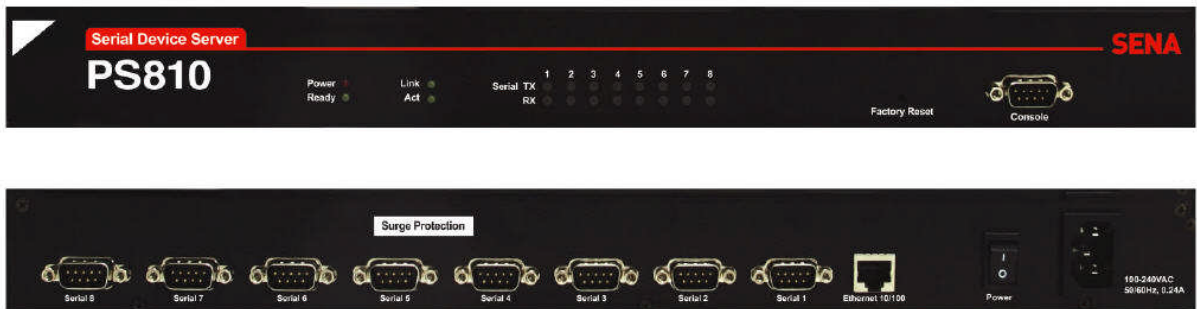 Serial Device Server
SENA
PS810
Power
Ready
Link
Act
1 2 3 4 5 6 7 8
Serial TX
RX
Factory Reset
Console
Surge Protection
Serial 8
Serial 7
Serial 6
Serial 5
Serial 4
Serial 3
Serial 2
Serial 1
Ethernet 10/100
I
O
Power
100-240VAC
50/60Hz, 0.24A